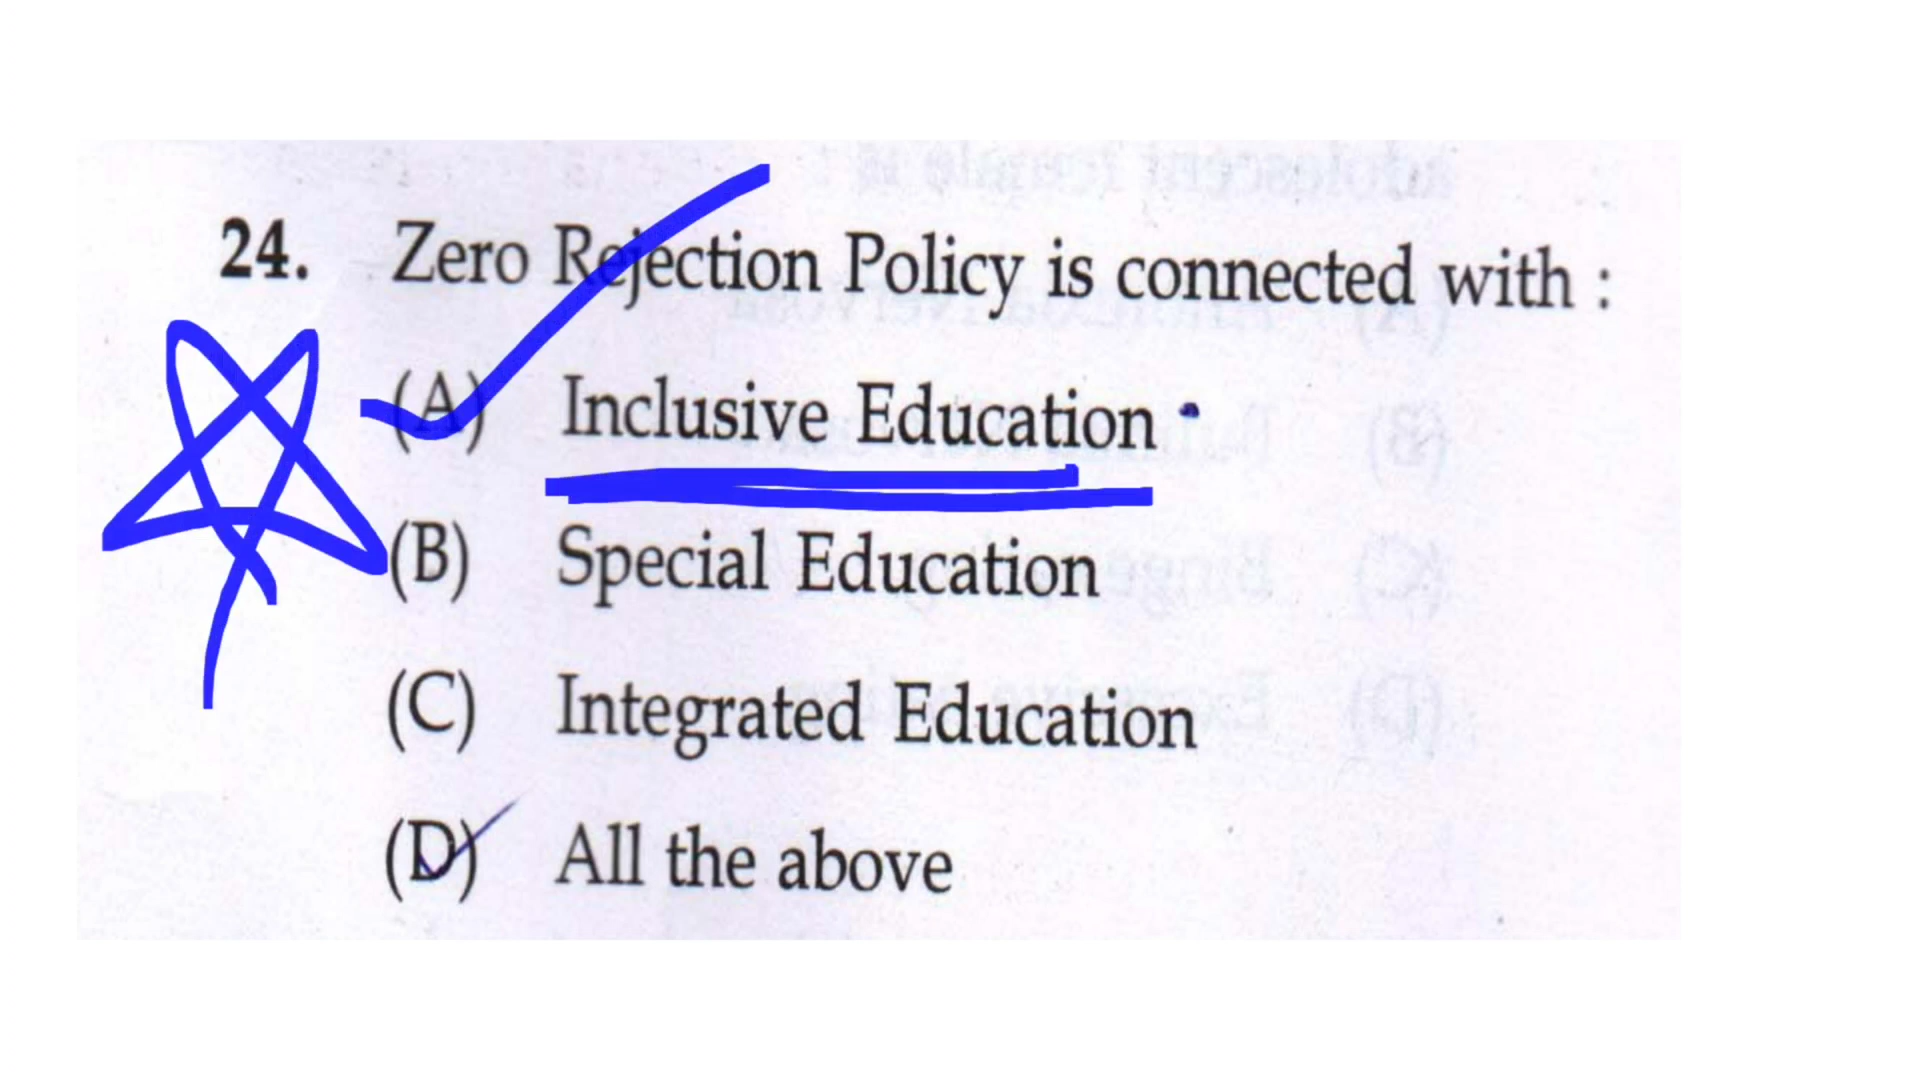 24. Zero Rejection Policy is connected with :
(A) Inclusive Education
(B) Special Education
(C) Integrated Education
(D) All the above